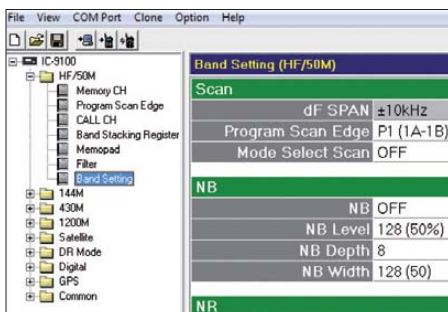 File View COM Port Clone Option Help
IC-9100
HF/50M
Memory CH
Program Scan Edge
CALL CH
Band Stacking Register
Memopad
Filter
Band Setting
144M
430M
1200M
Satellite
DR Mode
Digital
GPS
Common
Band Setting (HF/50M)
Scan
dF SPAN ±10kHz
Program Scan Edge P1 (1A-1B)
Mode Select Scan OFF
NB
NB OFF
NB Level 128 (50%)
NB Depth 8
NB Width 128 (50)
NR